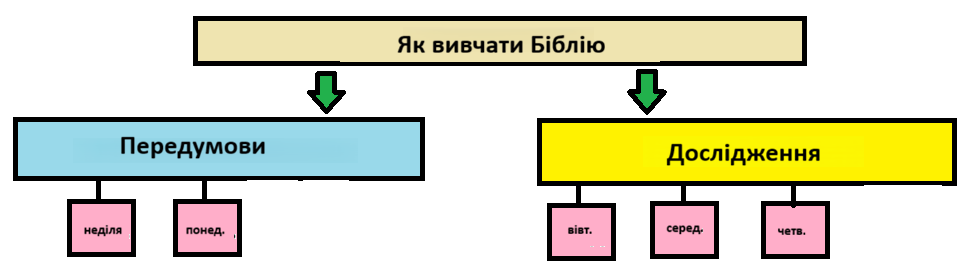 Як вивчати Біблію
Передумови
Дослідження
неділя
понед.
вівт.
серед.
четв.